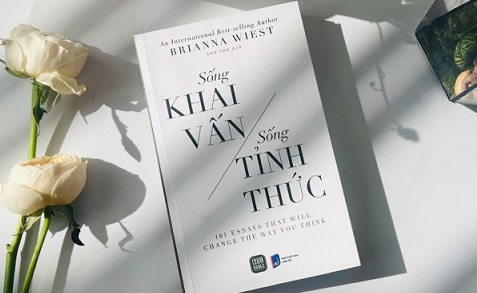 An International Best-selling Author
BRIANNA WIEST
Sống
KHAI
VẤN
Sống
TỈNH
THỨC
101 ESSAYS THAT WILL
CHANGE THE WAY YOU THINK